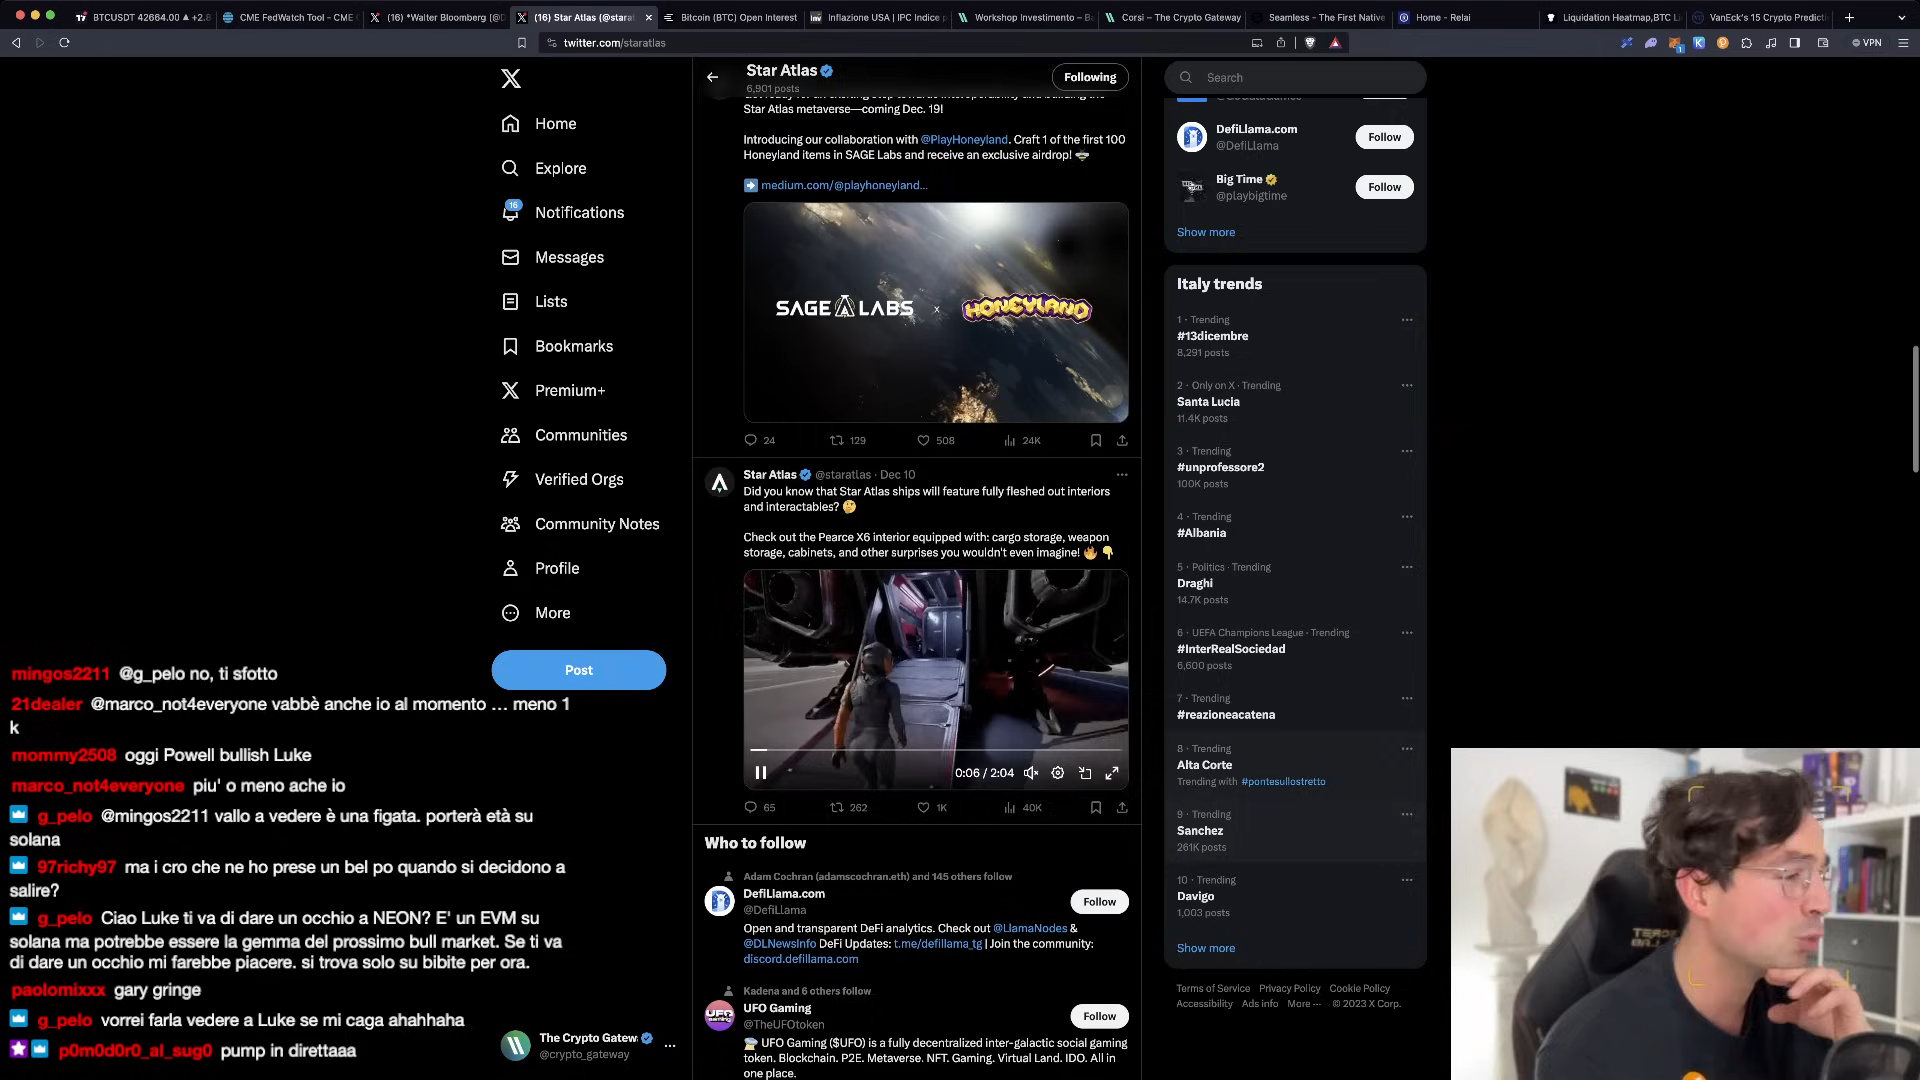 BTCUSDT 42664.00 ▲ +2.8
CME FedWatch Tool - CME
(16) *Walter Bloomberg (@D
(16) Star Atlas (@starat
Bitcoin (BTC) Open Interest
Inflazione USA | IPC Indice p
Workshop Investimento – B
Corsi – The Crypto Gateway
Seamless - The First Native
Home - Relai
Liquidation Heatmap,BTC Li
VanEck's 15 Crypto Predicti
twitter.com/staratlas
VPN
Star Atlas
6,901 posts
Following
Search
Home
Explore
16
Notifications
Messages
Lists
Bookmarks
Premium+
Communities
Verified Orgs
Community Notes
Profile
More
Post
Star Atlas metaverse—coming Dec. 19!
Introducing our collaboration with @PlayHoneyland. Craft 1 of the first 100
Honeyland items in SAGE Labs and receive an exclusive airdrop!
medium.com/@playhoneyland...
SAGE LABS x HONEYLAND
24 129 508 24K
Star Atlas @staratlas · Dec 10
Did you know that Star Atlas ships will feature fully fleshed out interiors
and interactables? 🤔
Check out the Pearce X6 interior equipped with: cargo storage, weapon
storage, cabinets, and other surprises you wouldn't even imagine! 🔥 👇
0:06 / 2:04
65 262 1K 40K
Who to follow
Adam Cochran (adamscochran.eth) and 145 others follow
DefiLlama.com
@DefiLlama
Follow
Open and transparent DeFi analytics. Check out @LlamaNodes &
@DLNewsInfo DeFi Updates: t.me/defillama_tg | Join the community:
discord.defillama.com
Kadena and 6 others follow
UFO Gaming
@TheUFOtoken
Follow
UFO Gaming ($UFO) is a fully decentralized inter-galactic social gaming
token. Blockchain. P2E. Metaverse. NFT. Gaming. Virtual Land. IDO. All in
one place.
DefiLlama.com
@DefiLlama
Follow
Big Time
@playbigtime
Follow
Show more
Italy trends
1 · Trending
#13dicembre
8,291 posts
2 · Only on X · Trending
Santa Lucia
11.4K posts
3 · Trending
#unprofessore2
100K posts
4 · Trending
#Albania
5 · Politics · Trending
Draghi
14.7K posts
6 · UEFA Champions League · Trending
#InterRealSociedad
6,600 posts
7 · Trending
#reazioneacatena
8 · Trending
Alta Corte
Trending with #pontesullostretto
9 · Trending
Sanchez
261K posts
10 · Trending
Davigo
1,003 posts
Show more
Terms of Service Privacy Policy Cookie Policy
Accessibility Ads info More ··· © 2023 X Corp.
mingos2211 @g_pelo no, ti sfotto
21dealer @marco_not4everyone vabbè anche io al momento … meno 1
k
mommy2508 oggi Powell bullish Luke
marco_not4everyone piu' o meno ache io
g_pelo @mingos2211 vallo a vedere è una figata. porterà età su
solana
97richy97 ma i cro che ne ho prese un bel po quando si decidono a
salire?
g_pelo Ciao Luke ti va di dare un occhio a NEON? E' un EVM su
solana ma potrebbe essere la gemma del prossimo bull market. Se ti va
di dare un occhio mi farebbe piacere. si trova solo su bibite per ora.
paolomixxx gary gringe
g_pelo vorrei farla vedere a Luke se mi caga ahahhaha
p0m0d0r0_al_sug0 pump in direttaaa
The Crypto Gatew
@crypto_gateway